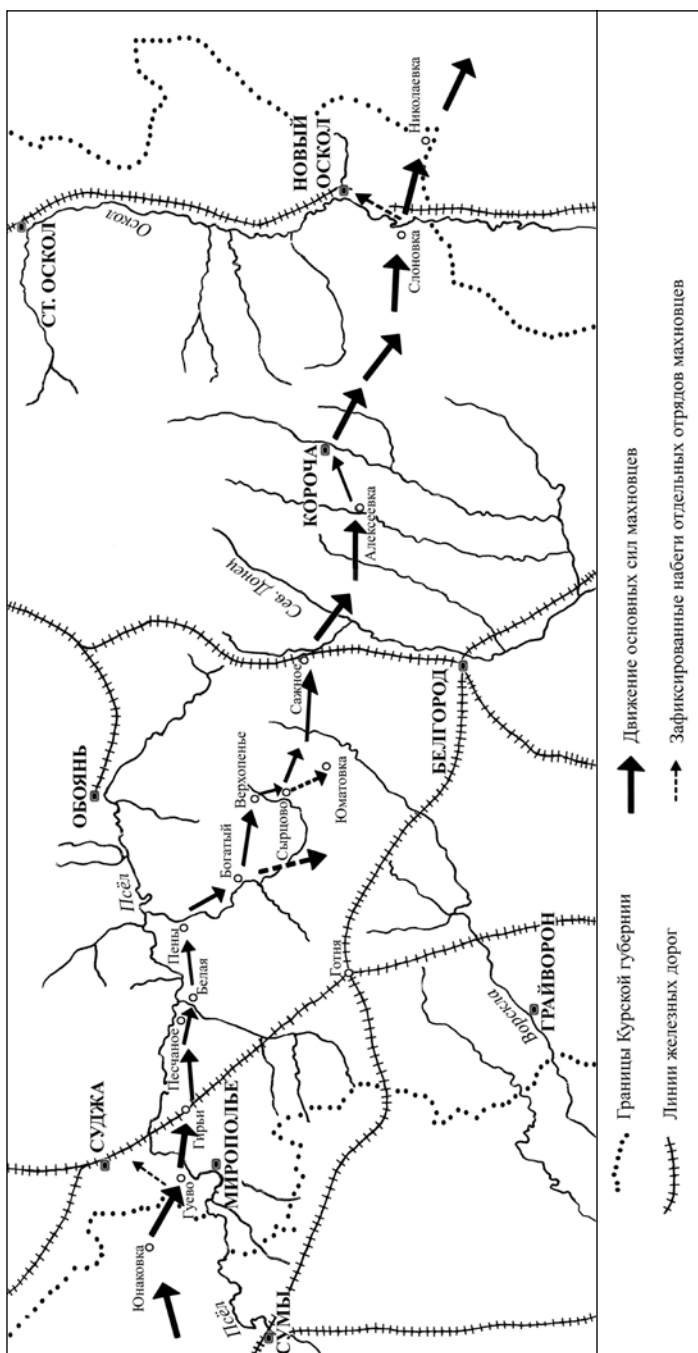 СТ. ОСКОЛ
Оскол
НОВЫЙ
ОСКОЛ
Николаевка
Слоновка
КОРОЧА
Алексеевка
Сев. Донец
Сажное
БЕЛГОРОД
ОБОЯНЬ
Псёл
Верхопенье
Богатый
Сырцово
Юматовка
Пены
Белая
Песчаное
Готня
Ворскла
ГРАЙВОРОН
СУДЖА
Гирьи
МИРОПОЛЬЕ
Гуево
Юнаковка
Псёл
СУМЫ
Границы Курской губернии
Линии железных дорог
Движение основных сил махновцев
Зафиксированные набеги отдельных отрядов махновцев